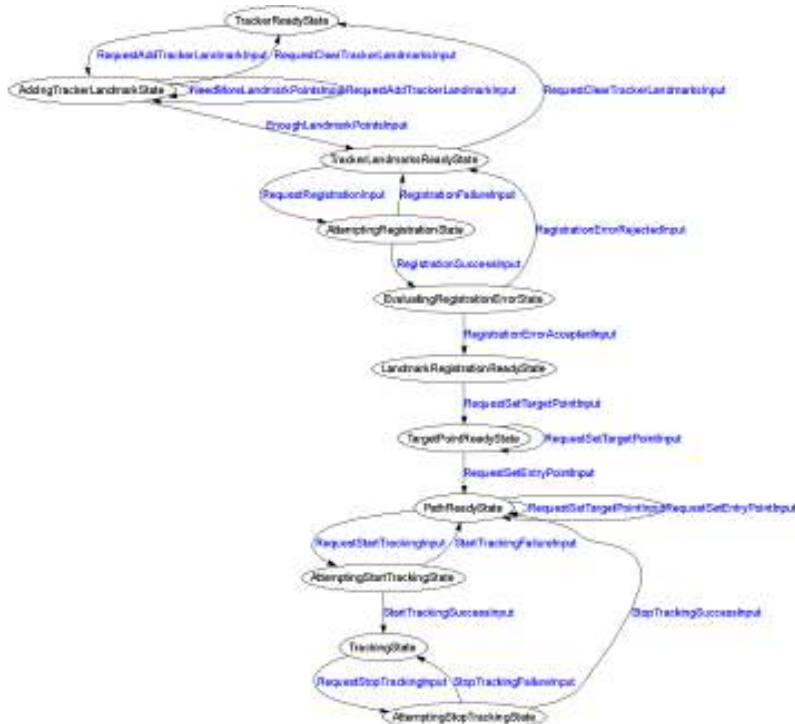 TrackerReadyState
RequestAddTrackerLandmarkInput
RequestClearTrackerLandmarksInput
AddingTrackerLandmarkState
NeedMoreLandmarkPointsInput
RequestAddTrackerLandmarkInput
RequestClearTrackerLandmarksInput
EnoughLandmarkPointsInput
TrackerLandmarksReadyState
RequestRegistrationInput
RegistrationFailureInput
AttemptingRegistrationState
RegistrationErrorRejectedInput
RegistrationSuccessInput
EvaluatingRegistrationErrorState
RegistrationErrorAcceptedInput
LandmarkRegistrationReadyState
RequestSetTargetPointInput
TargetPointReadyState
RequestSetTargetPointInput
RequestSetEntryPointInput
PathReadyState
RequestSetTargetPointInput
RequestSetEntryPointInput
RequestStartTrackingInput
StartTrackingFailureInput
AttemptingStartTrackingState
StartTrackingSuccessInput
StopTrackingSuccessInput
TrackingState
RequestStopTrackingInput
StopTrackingFailureInput
AttemptingStopTrackingState